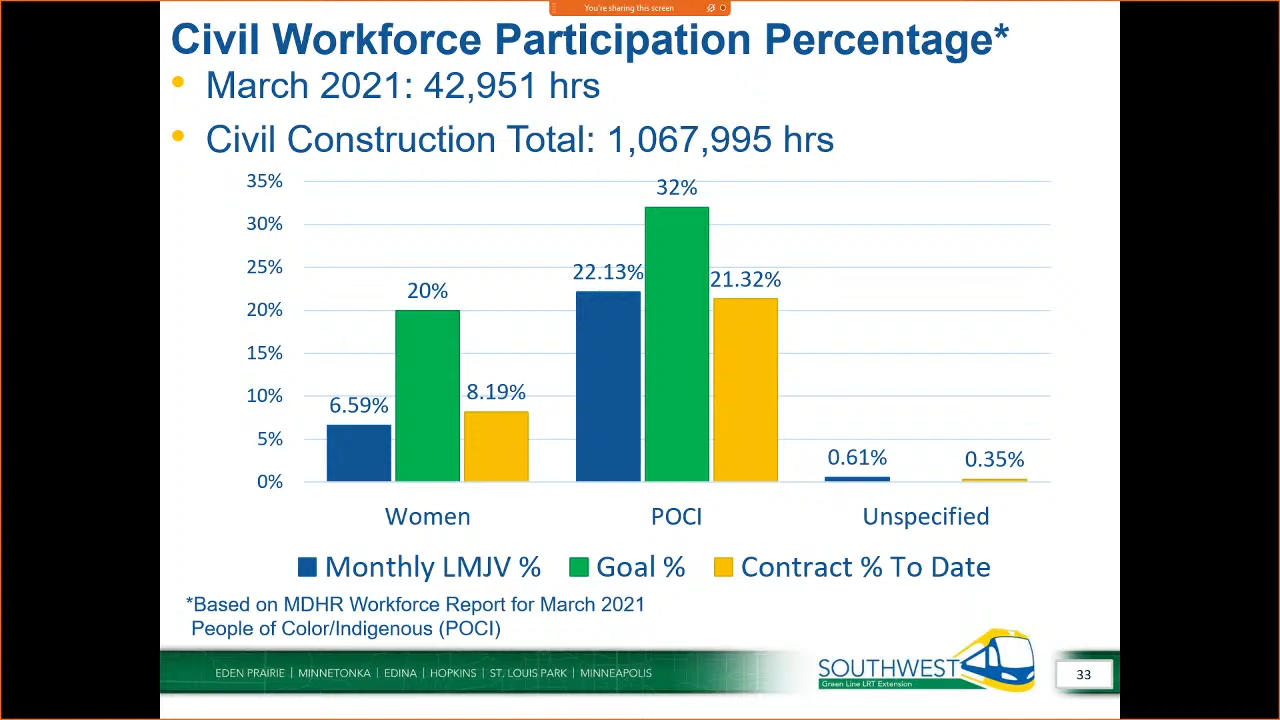 You're sharing this screen
Civil Workforce Participation Percentage*
• March 2021: 42,951 hrs
• Civil Construction Total: 1,067,995 hrs
35%
30%
25%
20%
15%
10%
5%
0%
6.59%
20%
8.19%
22.13%
32%
21.32%
0.61%
0.35%
Women
POCI
Unspecified
Monthly LMJV % Goal % Contract % To Date
*Based on MDHR Workforce Report for March 2021
People of Color/Indigenous (POCI)
EDEN PRAIRIE | MINNETONKA | EDINA | HOPKINS | ST. LOUIS PARK | MINNEAPOLIS
SOUTHWEST
Green Line LRT Extension
33